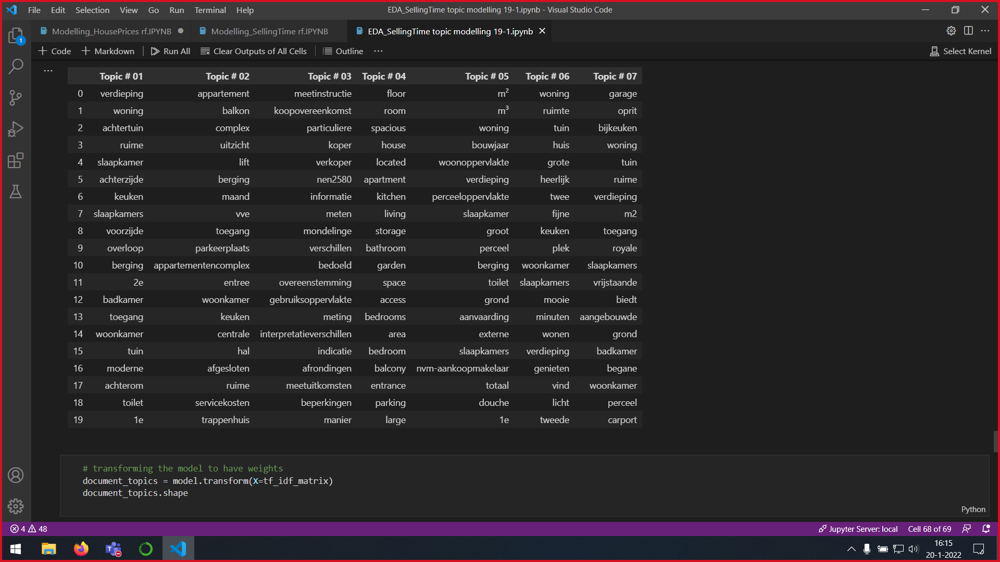 File Edit Selection View Go Run Terminal Help EDA_SellingTime topic modelling 19-1.ipynb - Visual Studio Code
Modelling_HousePrices rf.IPYNB Modelling_SellingTime rf.IPYNB EDA_SellingTime topic modelling 19-1.ipynb
1
Code Markdown Run All Clear Outputs of All Cells Outline ... Select Kernel
...
Topic # 01 Topic # 02 Topic # 03 Topic # 04 Topic # 05 Topic # 06 Topic # 07
0 verdieping appartement meetinstructie floor m² woning garage
1 woning balkon koopovereenkomst room m³ ruimte oprit
2 achtertuin complex particuliere spacious woning tuin bijkeuken
3 ruime uitzicht koper house bouwjaar huis woning
4 slaapkamer lift verkoper located woonoppervlakte grote tuin
5 achterzijde berging nen2580 apartment verdieping heerlijk ruime
6 keuken maand informatie kitchen perceeloppervlakte twee verdieping
7 slaapkamers vve meten living slaapkamer fijne m2
8 voorzijde toegang mondelinge storage groot keuken toegang
9 overloop parkeerplaats verschillen bathroom perceel plek royale
10 berging appartementencomplex bedoeld garden berging woonkamer slaapkamers
11 2e entree overeenstemming space toilet slaapkamers vrijstaande
12 badkamer woonkamer gebruiksoppervlakte access grond mooie biedt
13 toegang keuken meting bedrooms aanvaarding minuten aangebouwde
14 woonkamer centrale interpretatieverschillen area externe wonen grond
15 tuin hal indicatie bedroom slaapkamers verdieping badkamer
16 moderne afgesloten afrondingen balcony nvm-aankoopmakelaar genieten begane
17 achterom ruime meetuitkomsten entrance totaal vind woonkamer
18 toilet servicekosten beperkingen parking douche licht perceel
19 1e trappenhuis manier large 1e tweede carport
# transforming the model to have weights
document_topics = model.transform(X=tf_idf_matrix)
document_topics.shape
Python
4 48 Jupyter Server: local Cell 68 of 69
16:15
20-1-2022